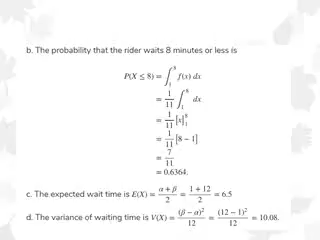 b. The probability that the rider waits 8 minutes or less is
P(X ≤ 8) = ∫₁⁸ f(x) dx
= 1/11 ∫₁⁸ dx
= 1/11 [x]₁⁸
= 1/11 [8 − 1]
= 7/11
= 0.6364.
c. The expected wait time is E(X) = (α + β)/2 = (1 + 12)/2 = 6.5
d. The variance of waiting time is V(X) = (β − α)²/12 = (12 − 1)²/12 = 10.08.